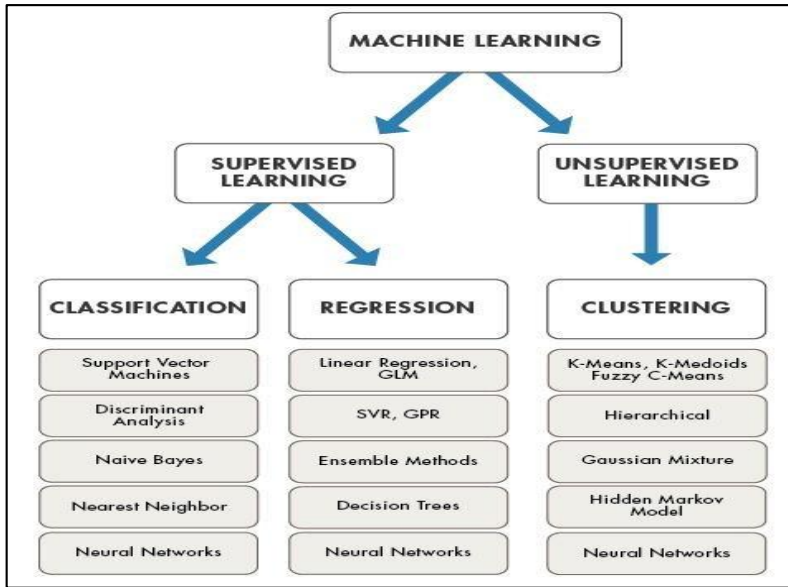 MACHINE LEARNING
SUPERVISED
LEARNING
UNSUPERVISED
LEARNING
CLASSIFICATION
REGRESSION
CLUSTERING
Support Vector
Machines
Discriminant
Analysis
Naive Bayes
Nearest Neighbor
Neural Networks
Linear Regression,
GLM
SVR, GPR
Ensemble Methods
Decision Trees
Neural Networks
K-Means, K-Medoids
Fuzzy C-Means
Hierarchical
Gaussian Mixture
Hidden Markov
Model
Neural Networks